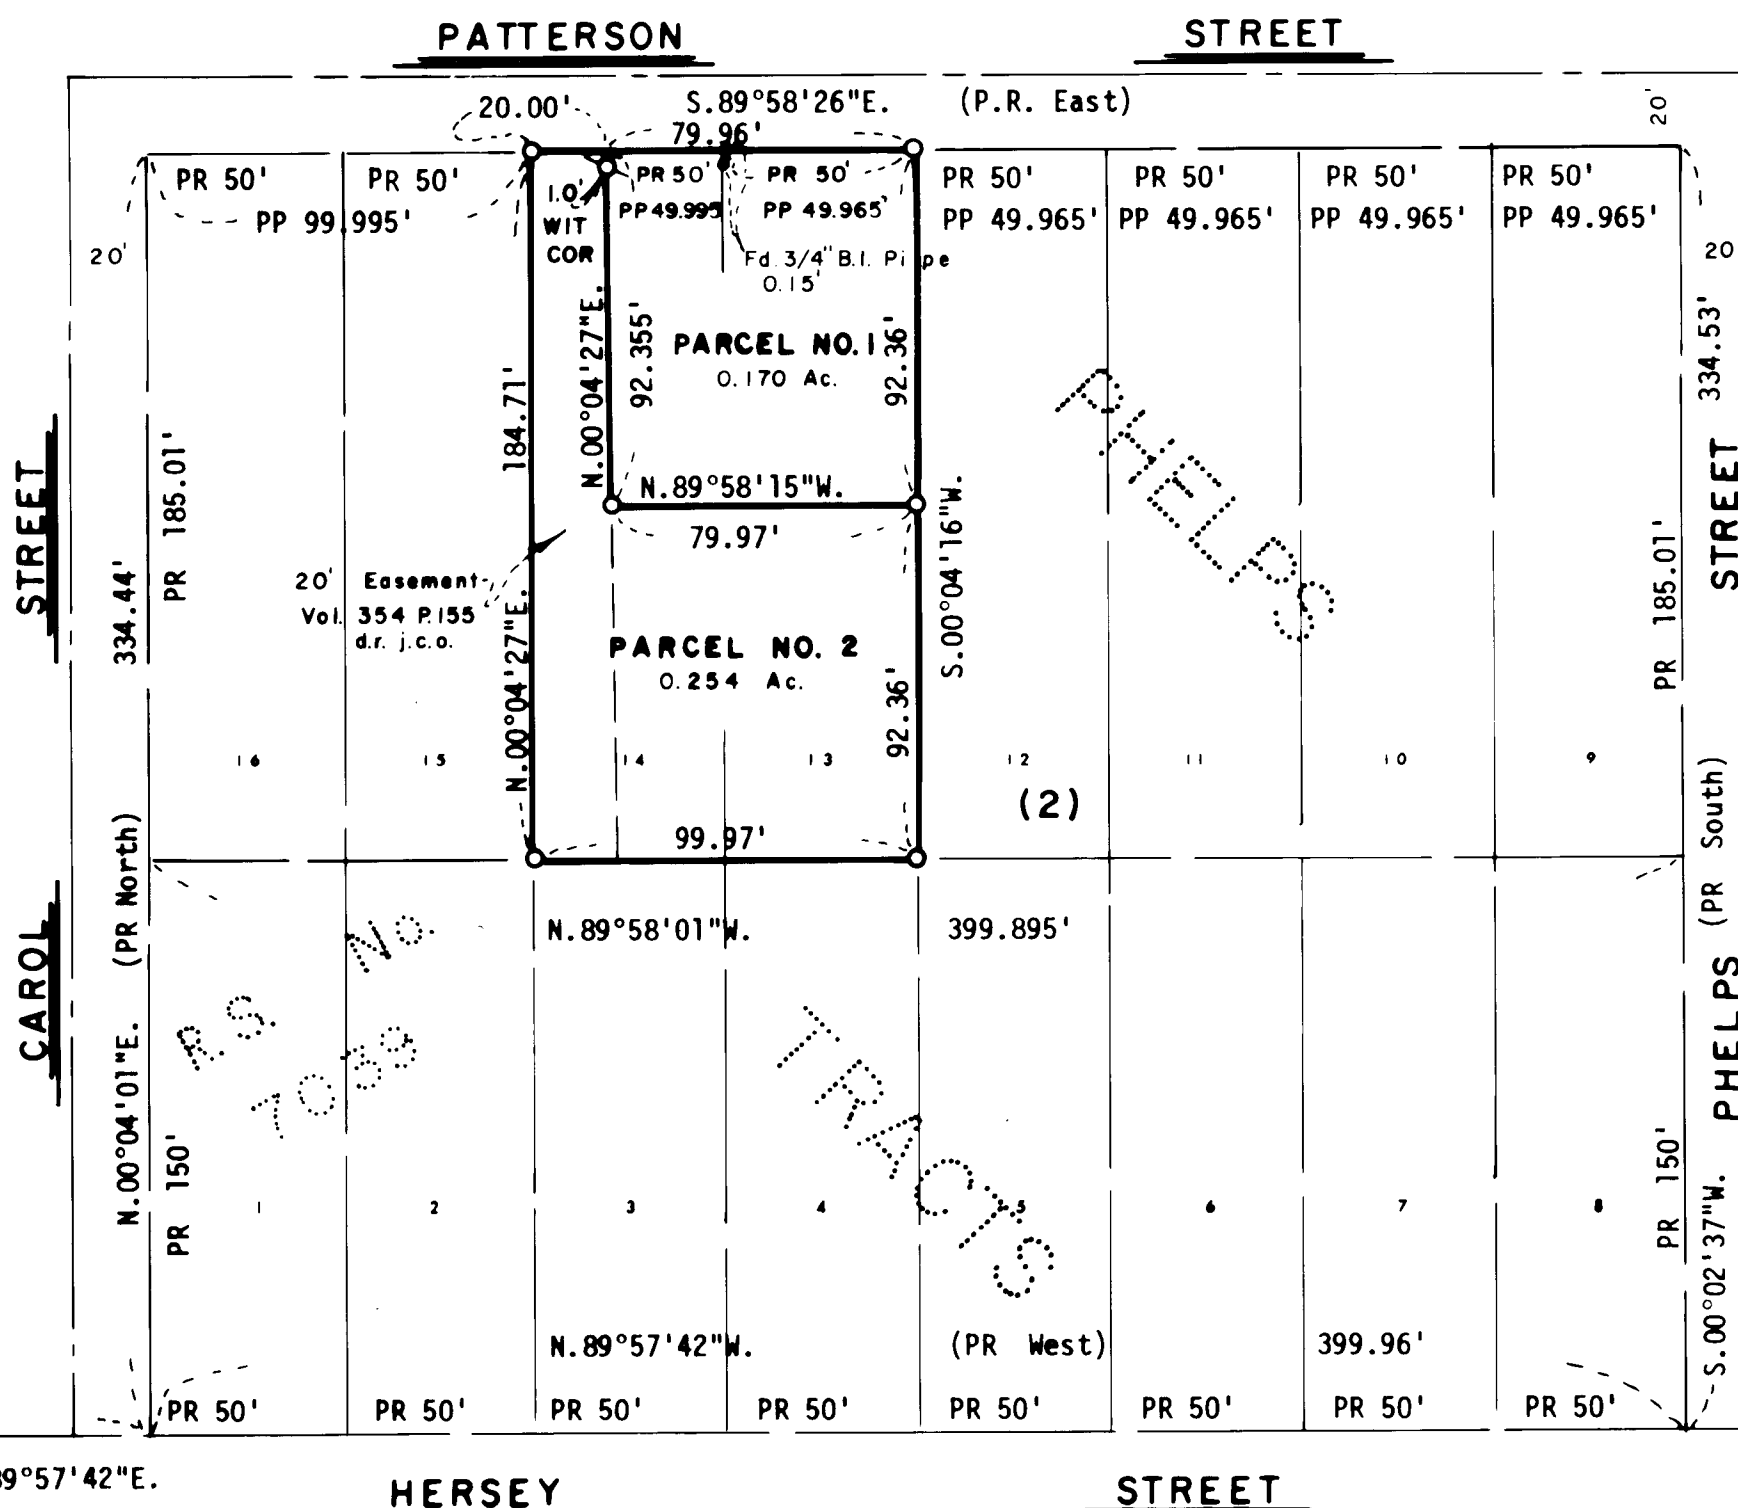 PATTERSON STREET
20.00' S.89°58'26"E. (P.R. East)
79.96'
20'
PR 50' PR 50' PR 50' PR 50' PR 50' PR 50' PR 50' PR 50'
PP 99.995' PP 49.995 PP 49.965' PP 49.965' PP 49.965' PP 49.965' PP 49.965'
1.0'
WIT
COR
20'
20
Fd. 3/4" B.I. Pipe
0.15'
N.00°04'27"E.
92.355'
PARCEL NO. 1
0.170 Ac.
92.36'
334.53'
184.71'
PHELPS
STREET
PR 185.01'
N.89°58'15"W.
79.97'
S.00°04'16"W.
STREET
334.44'
20' Easement
Vol. 354 P.155
d.r. j.c.o.
N.00°04'27"E.
PARCEL NO. 2
0.254 Ac.
92.36'
PR 185.01'
16 15 14 13 12 11 10 9
(2)
99.97'
(PR North)
(PR South)
CAROL
N.89°58'01"W. 399.895'
R.S. No.
7039
TRACTS
PHELPS
N.00°04'01"E.
PR 150'
PR 150'
S.00°02'37"W.
1 2 3 4 5 6 7 8
N.89°57'42"W. (PR West) 399.96'
PR 50' PR 50' PR 50' PR 50' PR 50' PR 50' PR 50' PR 50'
39°57'42"E.
HERSEY STREET